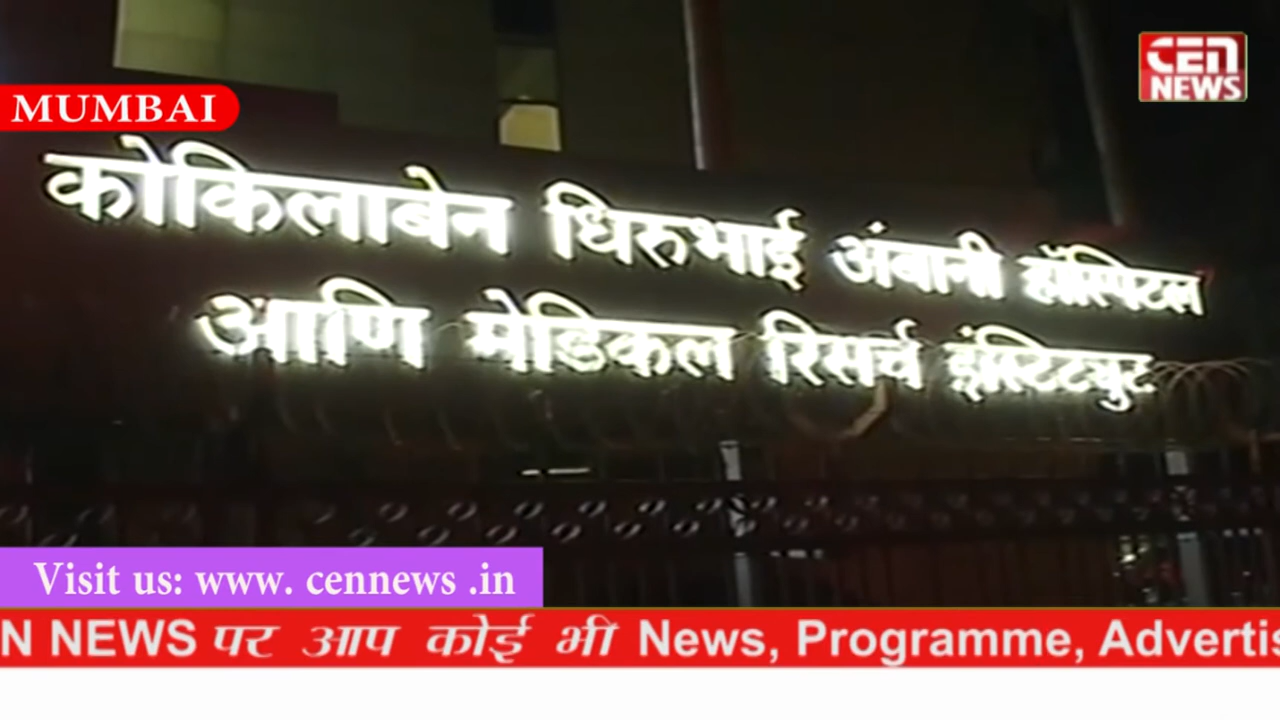 CEN
NEWS
MUMBAI
कोकिलाबेन धिरुभाई अंबानी हॉस्पिटल
आणि मेडिकल रिसर्च इंस्टिट्युट
Visit us: www. cennews .in
N NEWS पर आप कोई भी News, Programme, Advertis